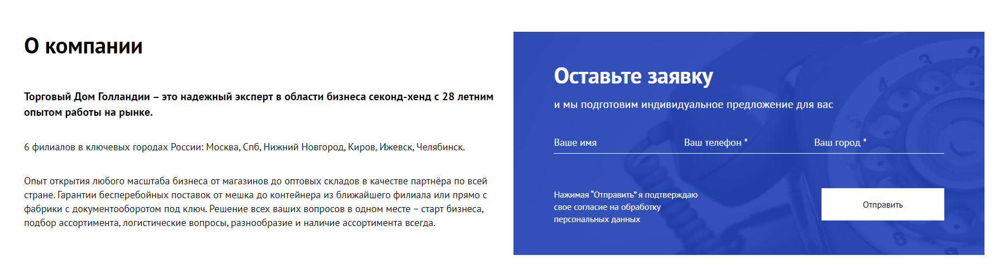 О компании
Торговый Дом Голландии – это надежный эксперт в области бизнеса секонд-хенд с 28 летним
опытом работы на рынке.
6 филиалов в ключевых городах России: Москва, Спб, Нижний Новгород, Киров, Ижевск, Челябинск.
Опыт открытия любого масштаба бизнеса от магазинов до оптовых складов в качестве партнёра по всей
стране. Гарантии бесперебойных поставок от мешка до контейнера из ближайшего филиала или прямо с
фабрики с документооборотом под ключ. Решение всех ваших вопросов в одном месте – старт бизнеса,
подбор ассортимента, логистические вопросы, разнообразие и наличие ассортимента всегда.
Оставьте заявку
и мы подготовим индивидуальное предложение для вас
Ваше имя Ваш телефон * Ваш город *
Нажимая “Отправить” я подтверждаю
свое согласие на обработку
персональных данных
Отправить